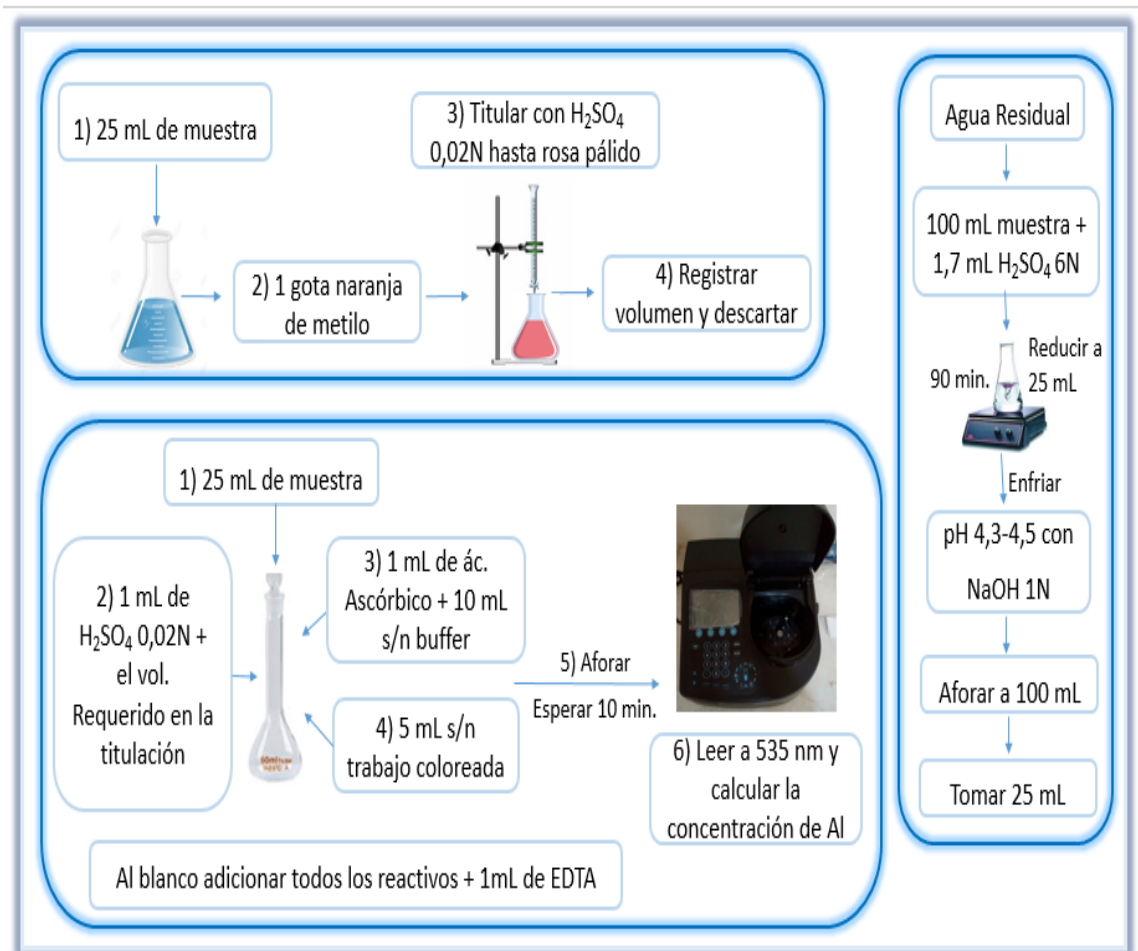 1) 25 mL de muestra
2) 1 gota naranja
de metilo
3) Titular con H₂SO₄
0,02N hasta rosa pálido
4) Registrar
volumen y descartar
1) 25 mL de muestra
2) 1 mL de
H₂SO₄ 0,02N +
el vol.
Requerido en la
titulación
3) 1 mL de ác.
Ascórbico + 10 mL
s/n buffer
4) 5 mL s/n
trabajo coloreada
5) Aforar
Esperar 10 min.
6) Leer a 535 nm y
calcular la
concentración de Al
Al blanco adicionar todos los reactivos + 1mL de EDTA
Agua Residual
100 mL muestra +
1,7 mL H₂SO₄ 6N
90 min.
Reducir a
25 mL
Enfriar
pH 4,3-4,5 con
NaOH 1N
Aforar a 100 mL
Tomar 25 mL